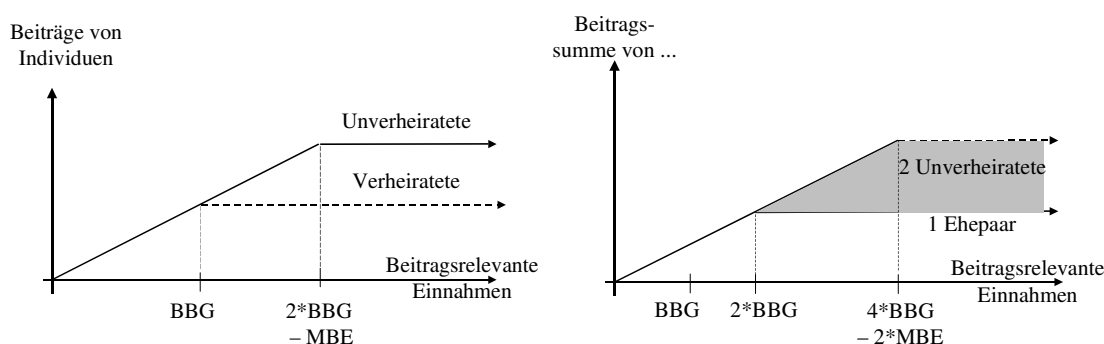 Beiträge von
Individuen
Unverheiratete
Verheiratete
Beitragsrelevante
Einnahmen
BBG
2*BBG
– MBE
Beitrags-
summe von ...
2 Unverheiratete
1 Ehepaar
Beitragsrelevante
Einnahmen
BBG
2*BBG
4*BBG
– 2*MBE